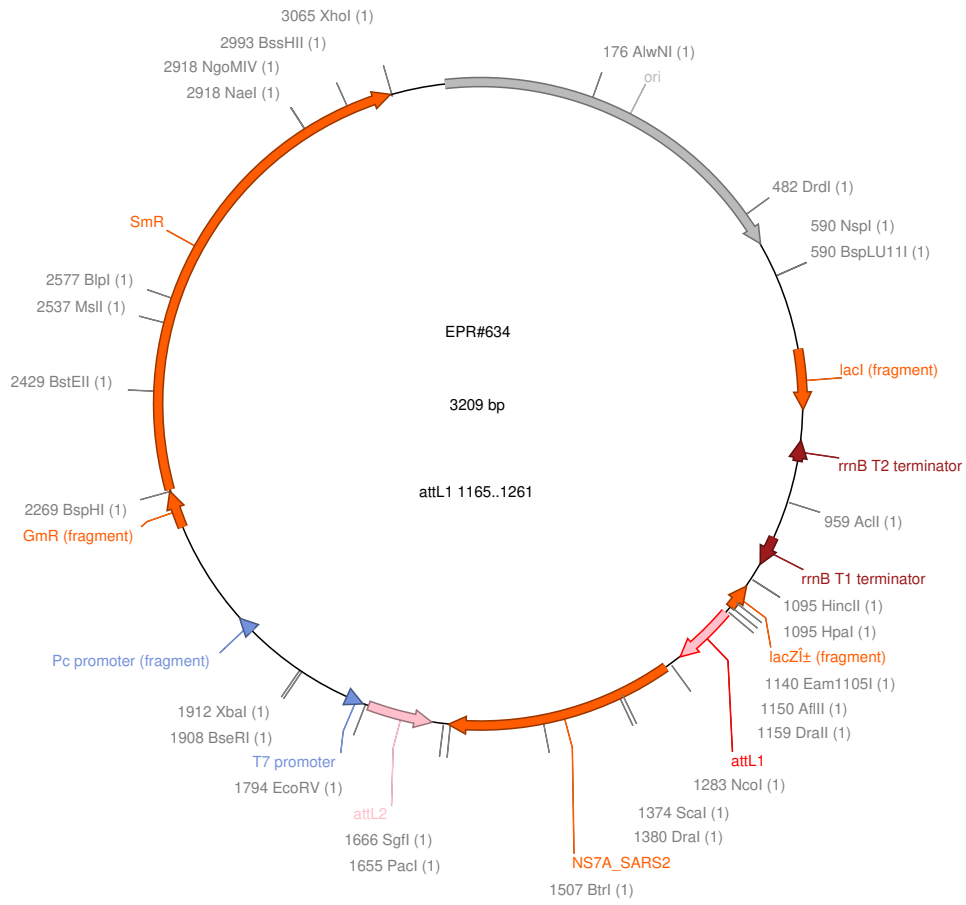 3065 XhoI (1)
2993 BssHII (1)
2918 NgoMIV (1)
2918 NaeI (1)
176 AlwNI (1)
ori
482 DrdI (1)
590 NspI (1)
590 BspLU11I (1)
SmR
2577 BlpI (1)
2537 MslI (1)
2429 BstEII (1)
EPR#634
3209 bp
attL1 1165..1261
lacI (fragment)
rrnB T2 terminator
959 AclI (1)
rrnB T1 terminator
2269 BspHI (1)
GmR (fragment)
1095 HincII (1)
1095 HpaI (1)
lacZÎ± (fragment)
1140 Eam1105I (1)
1150 AflII (1)
1159 DraII (1)
attL1
Pc promoter (fragment)
1912 XbaI (1)
1908 BseRI (1)
T7 promoter
1794 EcoRV (1)
attL2
1666 SgfI (1)
1655 PacI (1)
1283 NcoI (1)
1374 ScaI (1)
1380 DraI (1)
NS7A_SARS2
1507 BtrI (1)